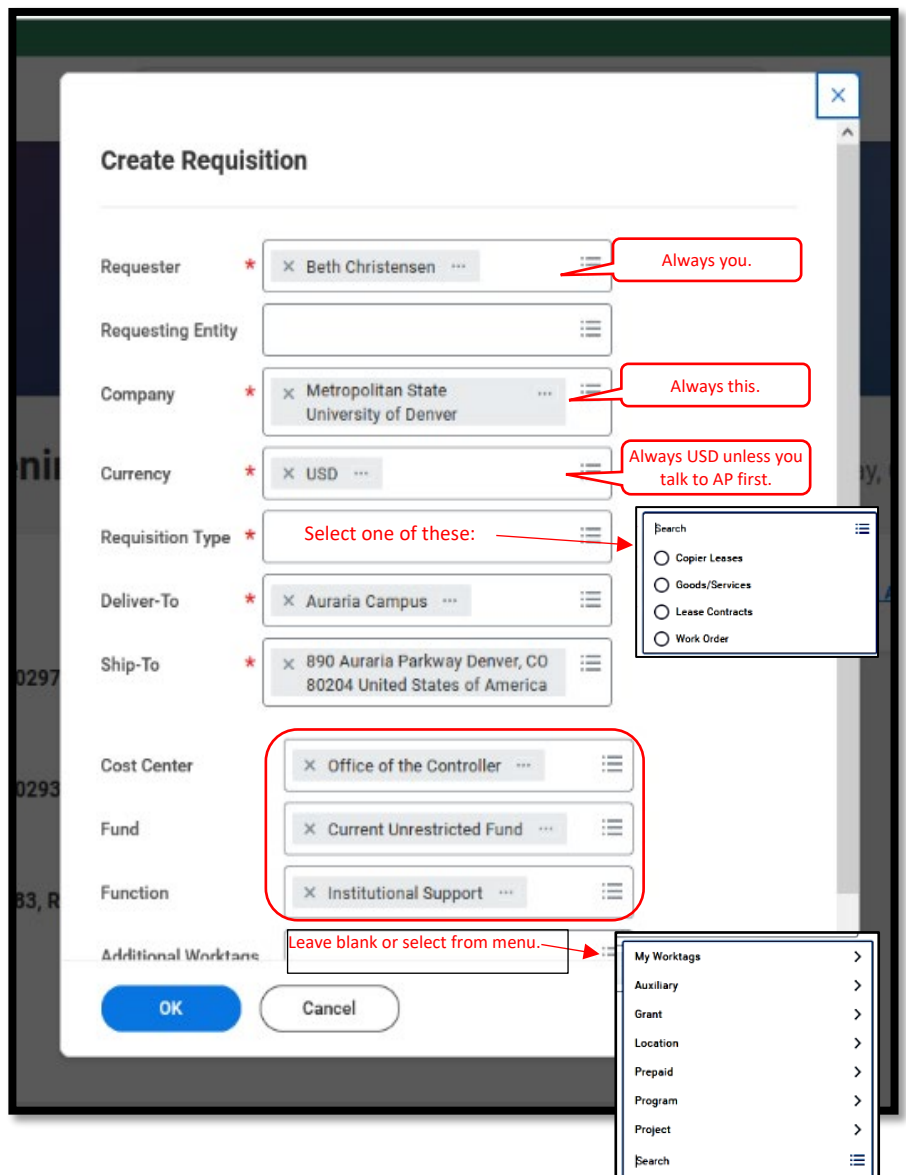 Create Requisition
Requester *
× Beth Christensen ...
Always you.
Requesting Entity
Company *
× Metropolitan State ...
University of Denver
Always this.
Currency *
× USD ...
Always USD unless you
talk to AP first.
Requisition Type *
Select one of these:
Search
Copier Leases
Goods/Services
Lease Contracts
Work Order
Deliver-To *
× Auraria Campus ...
Ship-To *
× 890 Auraria Parkway Denver, CO
80204 United States of America
Cost Center
× Office of the Controller ...
Fund
× Current Unrestricted Fund ...
Function
× Institutional Support ...
Additional Worktags
Leave blank or select from menu.
My Worktags
Auxiliary
Grant
Location
Prepaid
Program
Project
Search
OK
Cancel
0297
0293
83, R